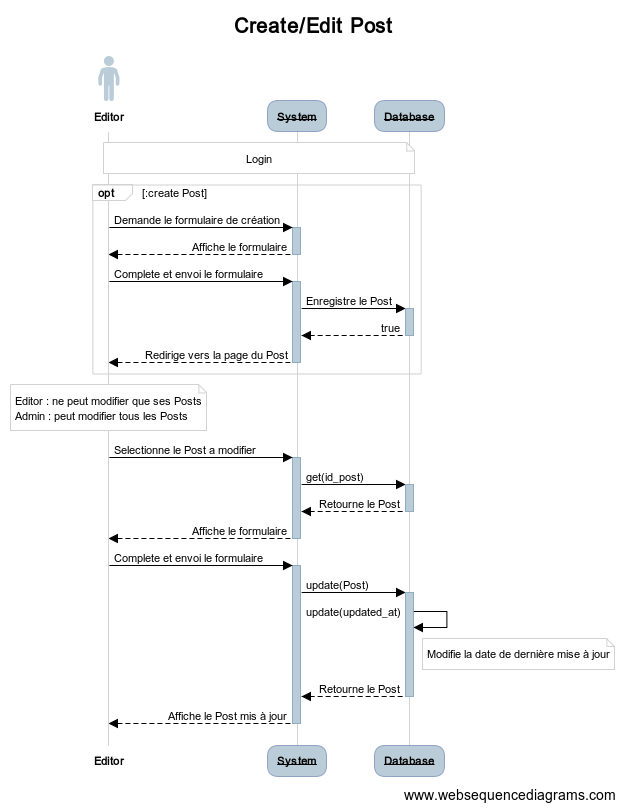 Create/Edit Post
Editor
System
Database
Login
opt
[:create Post]
Demande le formulaire de création
Affiche le formulaire
Complete et envoi le formulaire
Enregistre le Post
true
Redirige vers la page du Post
Editor : ne peut modifier que ses Posts
Admin : peut modifier tous les Posts
Selectionne le Post a modifier
get(id_post)
Retourne le Post
Affiche le formulaire
Complete et envoi le formulaire
update(Post)
update(updated_at)
Modifie la date de dernière mise à jour
Retourne le Post
Affiche le Post mis à jour
Editor
System
Database
www.websequencediagrams.com